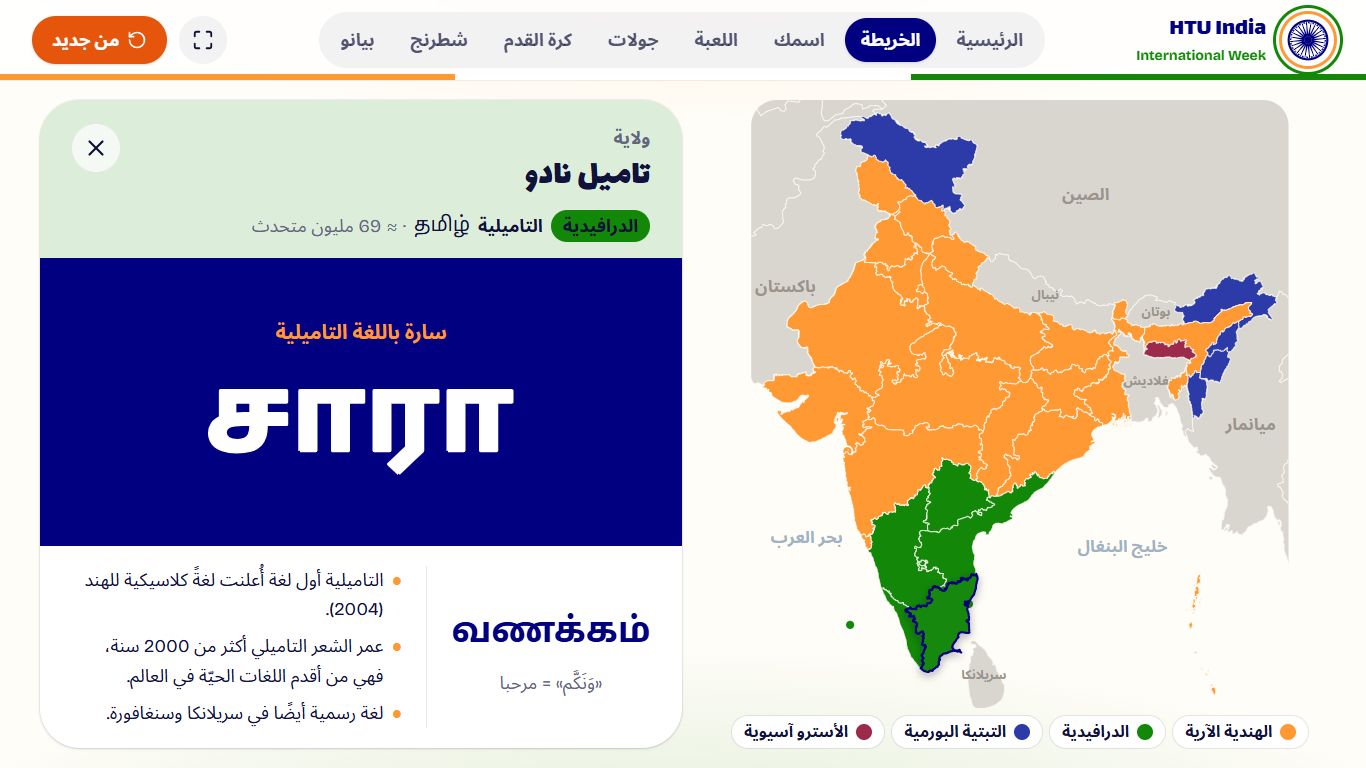 HTU India
International Week
الرئيسية
الخريطة
اسمك
اللعبة
جولات
كرة القدم
شطرنج
بيانو
من جديد
الصين
باكستان
نيبال
بوتان
ميانمار
بحر العرب
خليج البنغال
سريلانكا
الهندية الآرية
الدرافيدية
التبتية البورمية
الأسترو آسيوية
ولاية
تاميل نادو
الدرافيدية التاميلية தமிழ் · ≈ 69 مليون متحدث
سارة باللغة التاميلية
சாரா
வணக்கம்
«وَنَكَّم» = مرحبا
التاميلية أول لغة أُعلنت لغةً كلاسيكية للهند
(2004).
عمر الشعر التاميلي أكثر من 2000 سنة،
فهي من أقدم اللغات الحيّة في العالم.
لغة رسمية أيضًا في سريلانكا وسنغافورة.